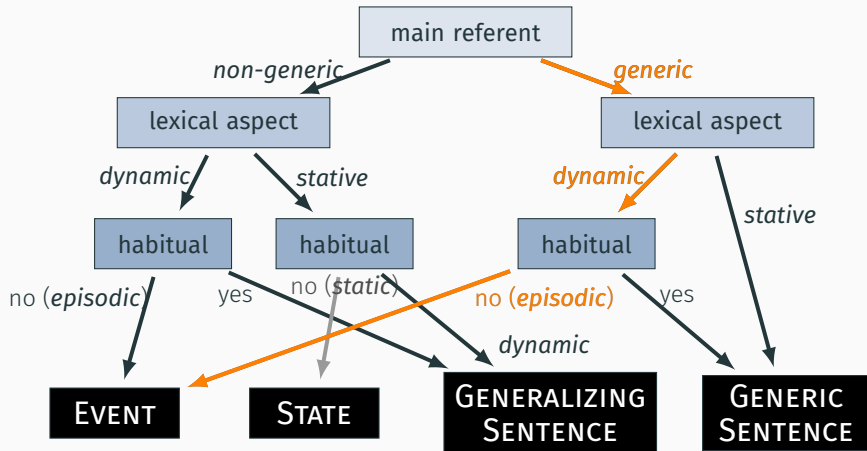 main referent
non-generic
generic
lexical aspect
lexical aspect
dynamic
stative
dynamic
stative
habitual
habitual
habitual
no (episodic)
yes
no (static)
no (episodic)
yes
dynamic
EVENT
STATE
GENERALIZING
SENTENCE
GENERIC
SENTENCE